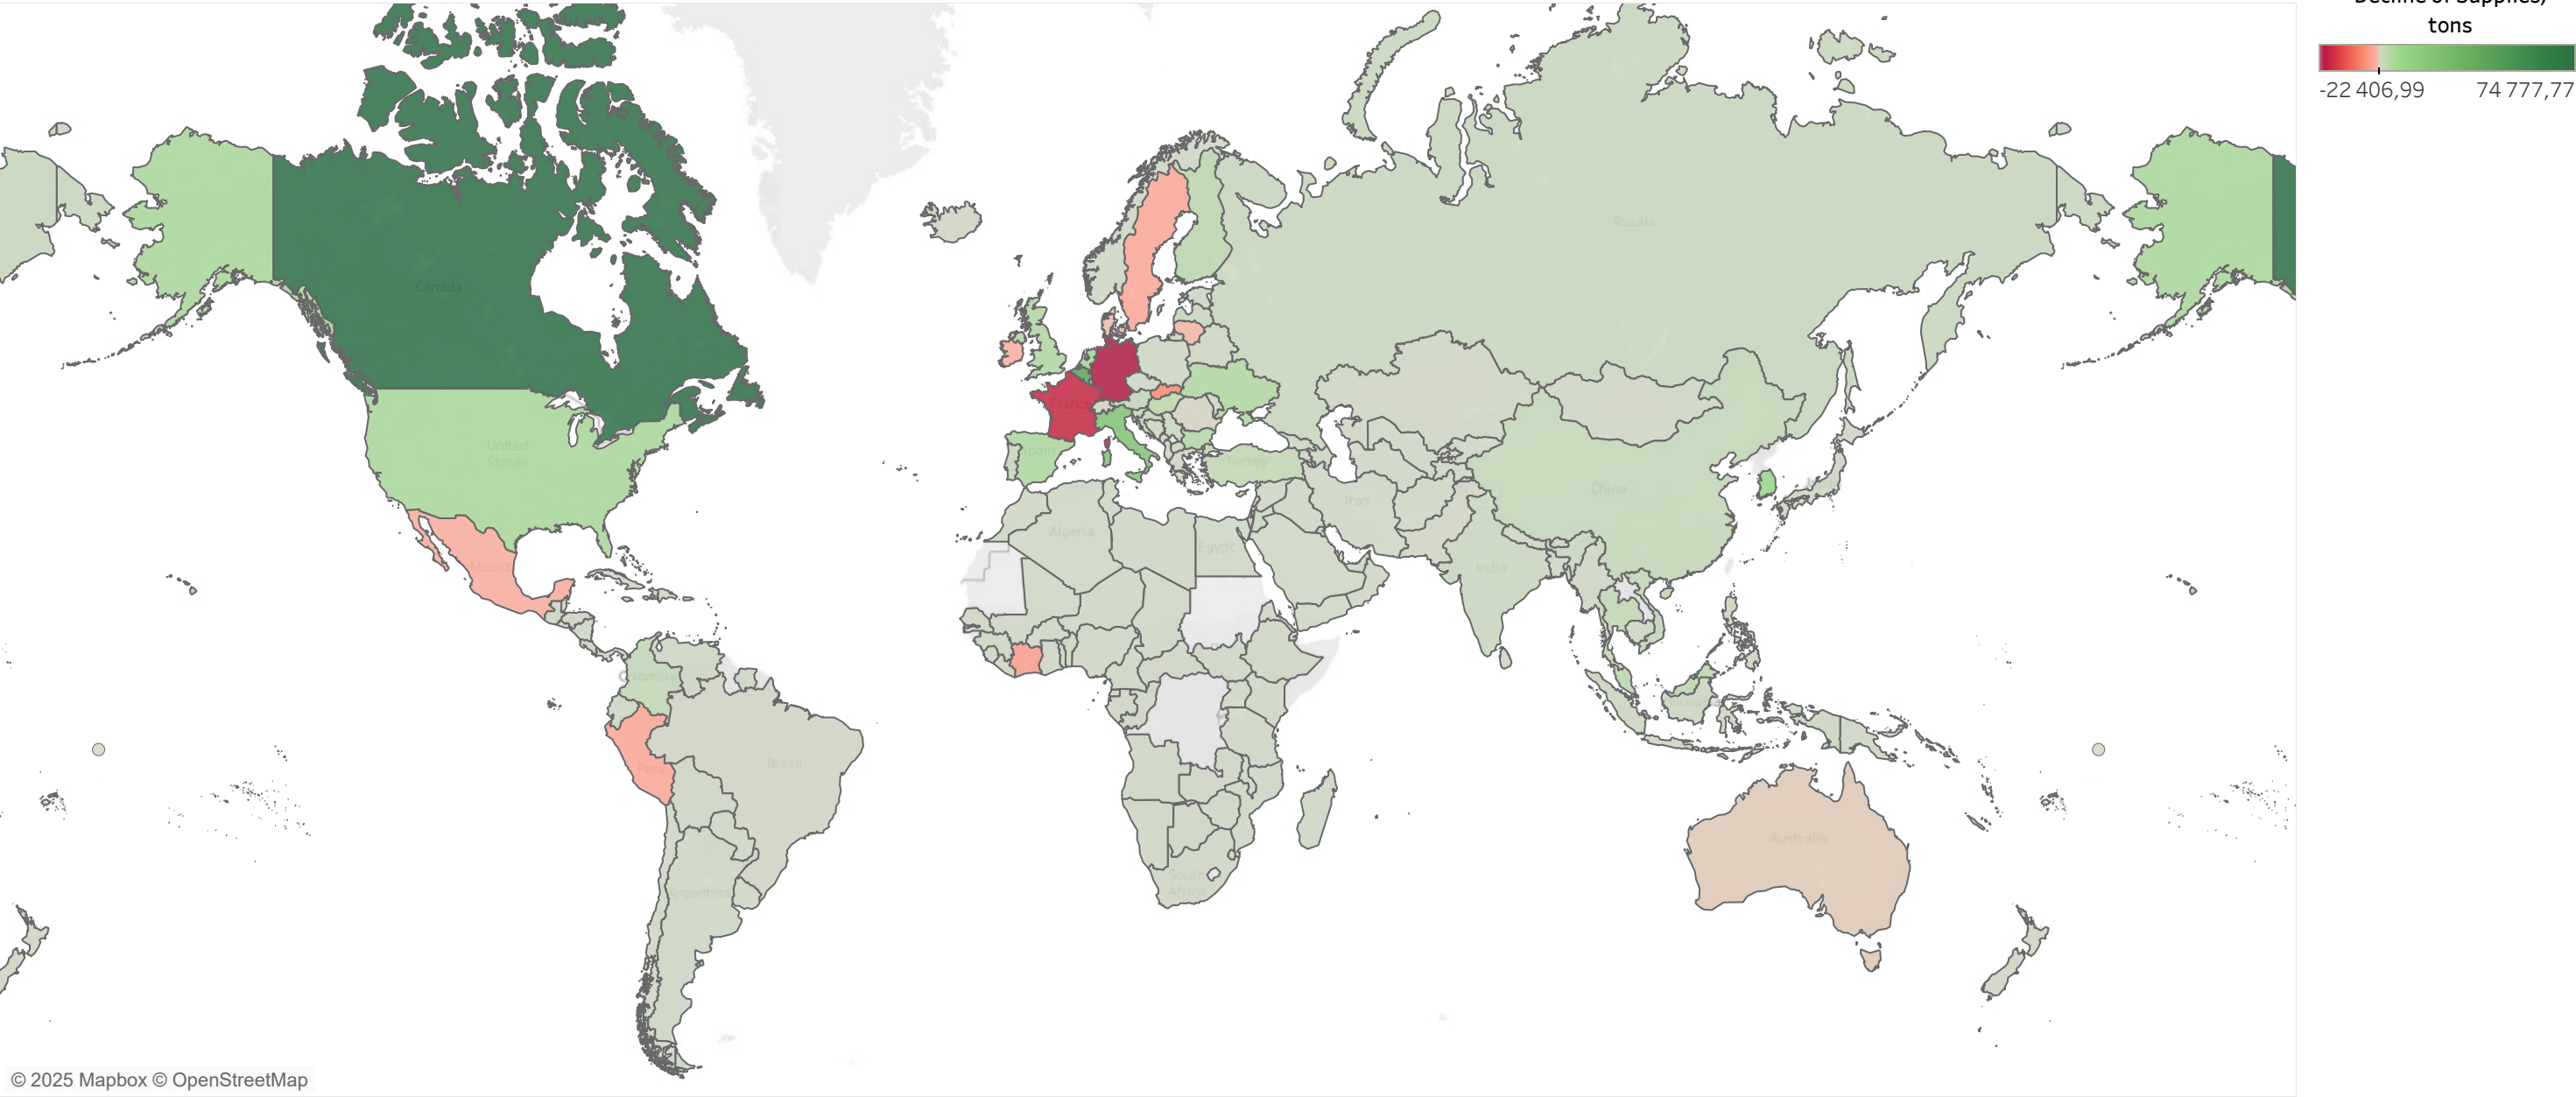 Decline of Supplies,
tons
-22 406,99 74 777,77
Russia
Canada
France
United
States
Spain
Turkey
China
Iran
Algeria
Egypt
India
Mexico
Colombia
Peru
Brazil
Australia
South
Africa
Argentina
© 2025 Mapbox © OpenStreetMap